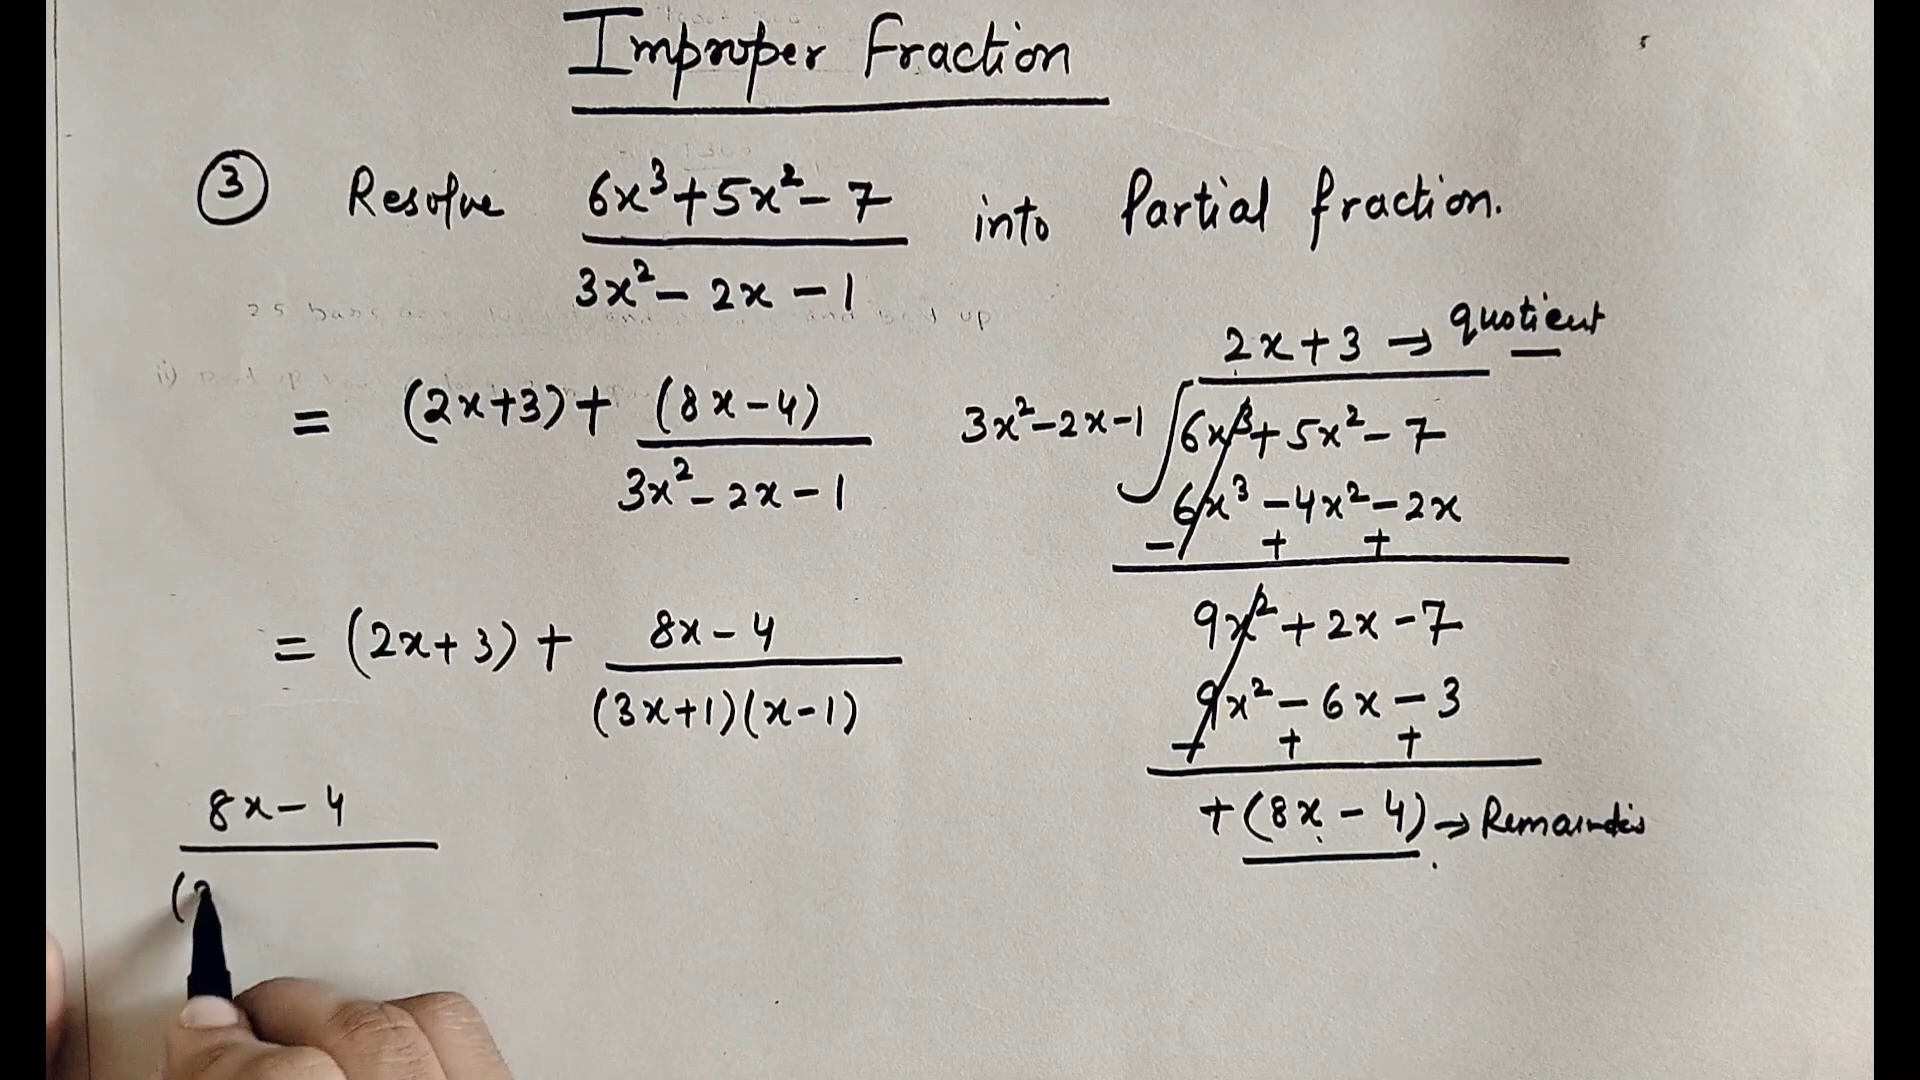 Improper Fraction
③ Resolve 6x³+5x²-7 / 3x²-2x-1 into Partial fraction.
= (2x+3)+ (8x-4) / 3x²-2x-1
= (2x+3)+ 8x-4 / (3x+1)(x-1)
8x-4
(
2x+3 → quotient
3x²-2x-1 √6x³+5x²-7
6x³-4x²-2x
- + +
9x²+2x-7
9x²-6x-3
- + +
+(8x-4) → Remainder